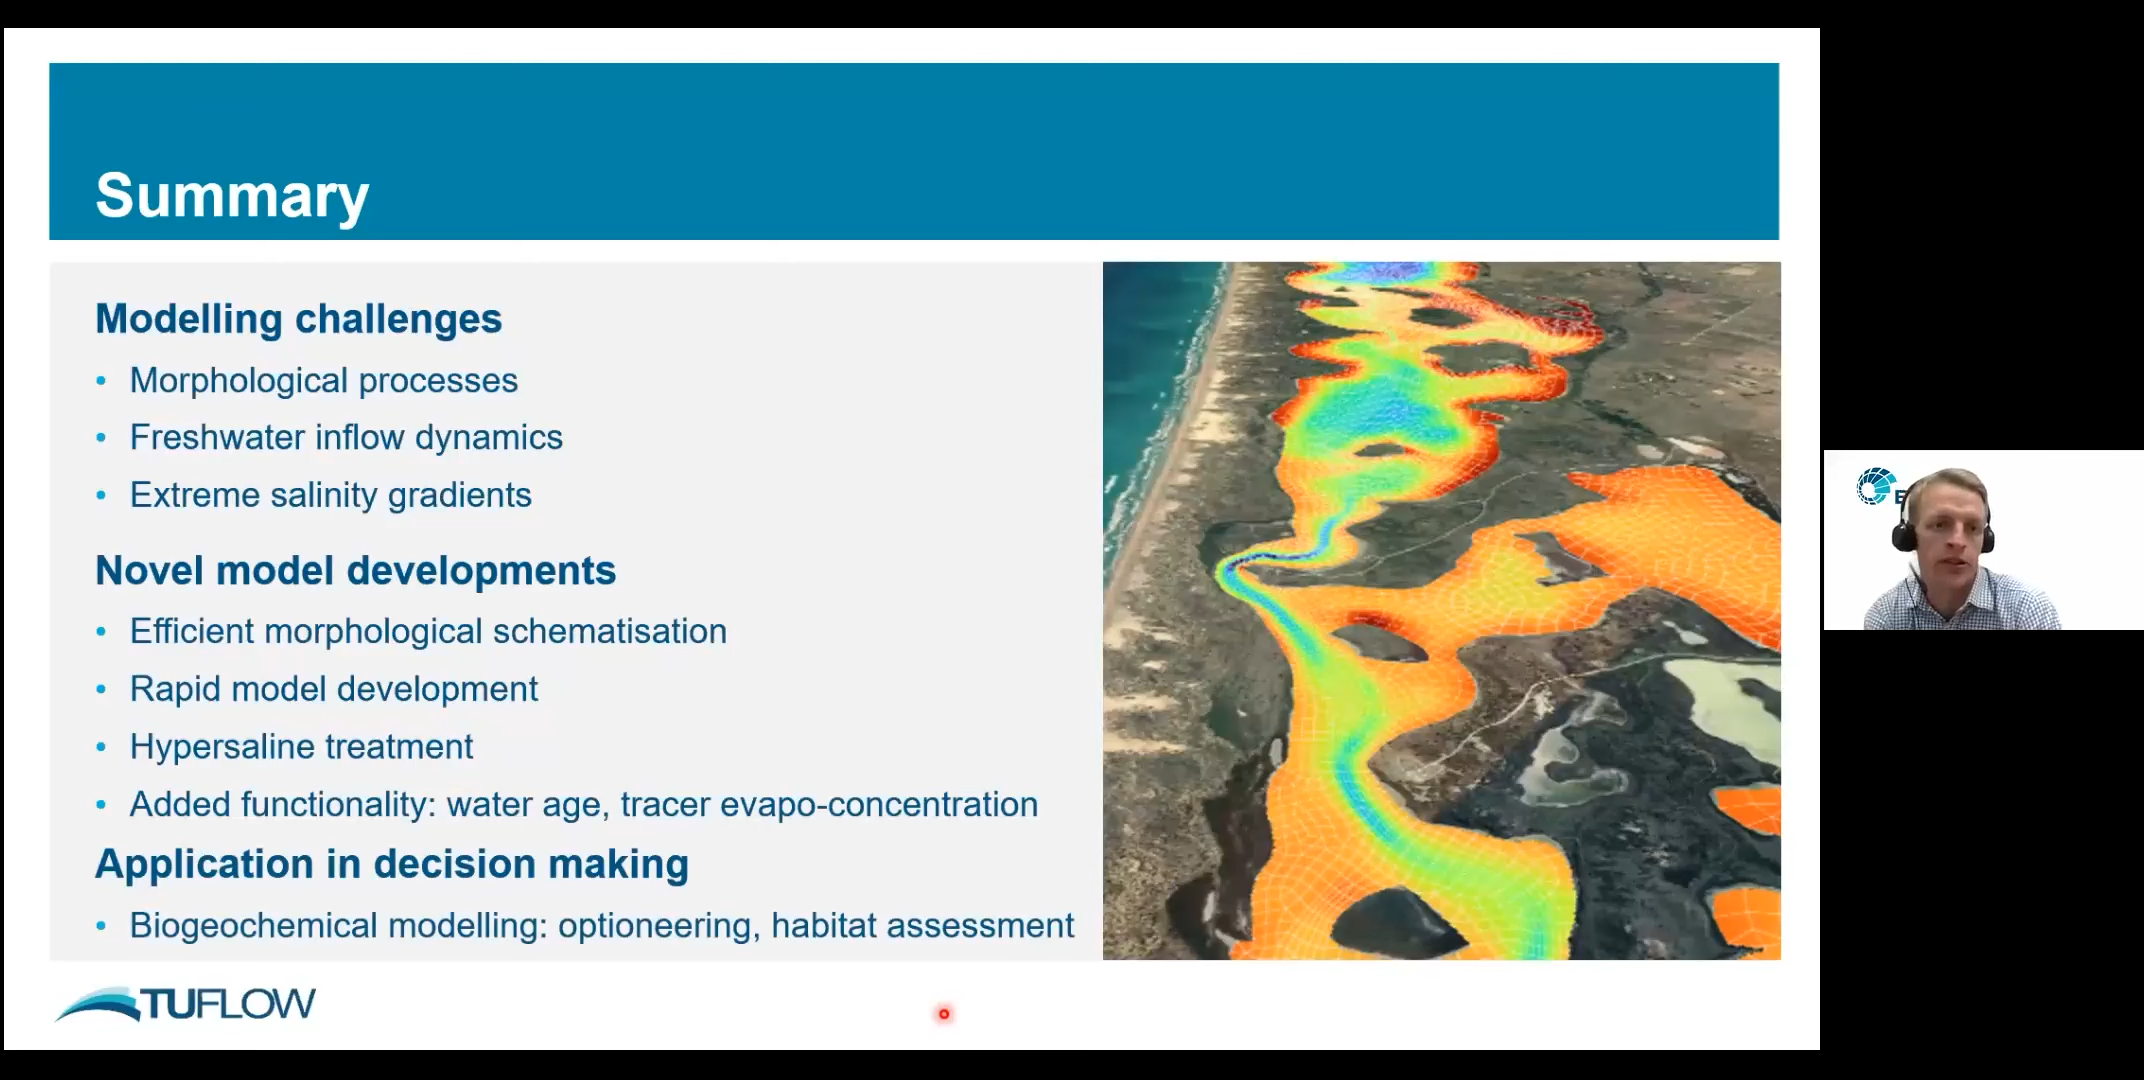 Summary
Modelling challenges
• Morphological processes
• Freshwater inflow dynamics
• Extreme salinity gradients
Novel model developments
• Efficient morphological schematisation
• Rapid model development
• Hypersaline treatment
• Added functionality: water age, tracer evapo-concentration
Application in decision making
• Biogeochemical modelling: optioneering, habitat assessment
TUFLOW